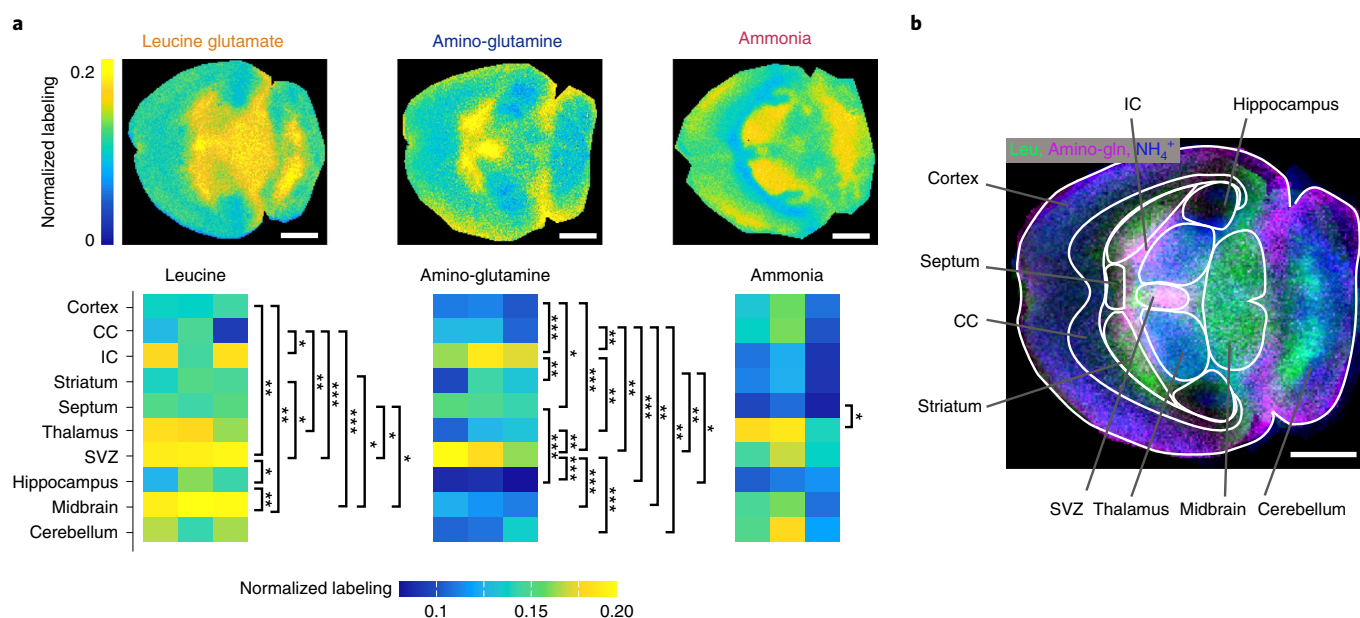 a
Leucine glutamate
Amino-glutamine
Ammonia
Normalized labeling
0.2
0
Leucine
Amino-glutamine
Ammonia
Cortex
CC
IC
Striatum
Septum
Thalamus
SVZ
Hippocampus
Midbrain
Cerebellum
**
***
*
*
*
**
***
***
*
*
*
*
**
***
**
*
***
**
***
**
***
**
***
**
***
***
**
**
*
*
Normalized labeling
0.1
0.15
0.20
b
IC
Hippocampus
Leu, Amino-gln, NH₄⁺
Cortex
Septum
CC
Striatum
SVZ Thalamus Midbrain Cerebellum